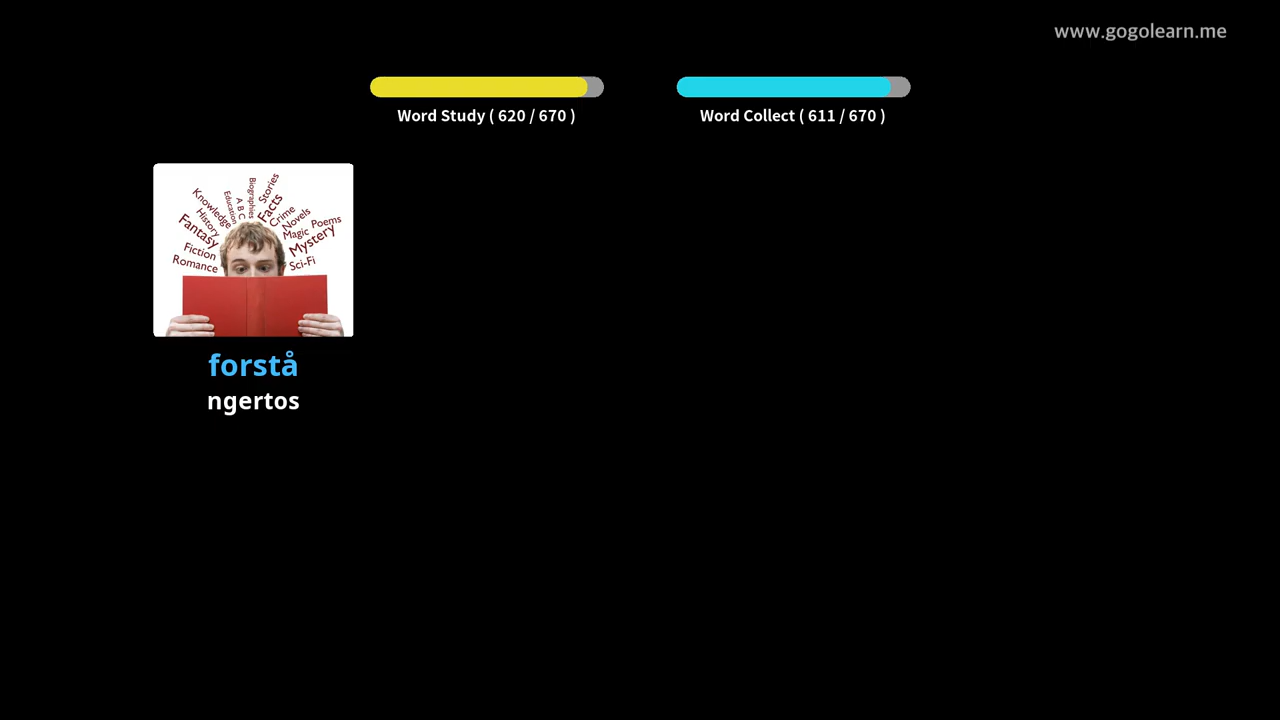 www.gogolearn.me
Word Study ( 620 / 670 )
Word Collect ( 611 / 670 )
Knowledge
History
Fantasy
Fiction
Romance
Education
A B C
Biographies
Stories
Facts
Crime
Novels
Magic
Poems
Mystery
Sci-Fi
forstå
ngertos